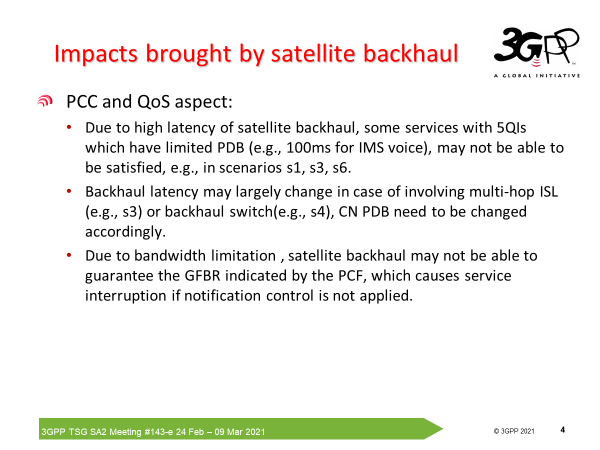 Impacts brought by satellite backhaul
3GPP
TM
A GLOBAL INITIATIVE
PCC and QoS aspect:
• Due to high latency of satellite backhaul, some services with 5QIs
which have limited PDB (e.g., 100ms for IMS voice), may not be able to
be satisfied, e.g., in scenarios s1, s3, s6.
• Backhaul latency may largely change in case of involving multi-hop ISL
(e.g., s3) or backhaul switch(e.g., s4), CN PDB need to be changed
accordingly.
• Due to bandwidth limitation , satellite backhaul may not be able to
guarantee the GFBR indicated by the PCF, which causes service
interruption if notification control is not applied.
3GPP TSG SA2 Meeting #143-e 24 Feb – 09 Mar 2021
© 3GPP 2021
4